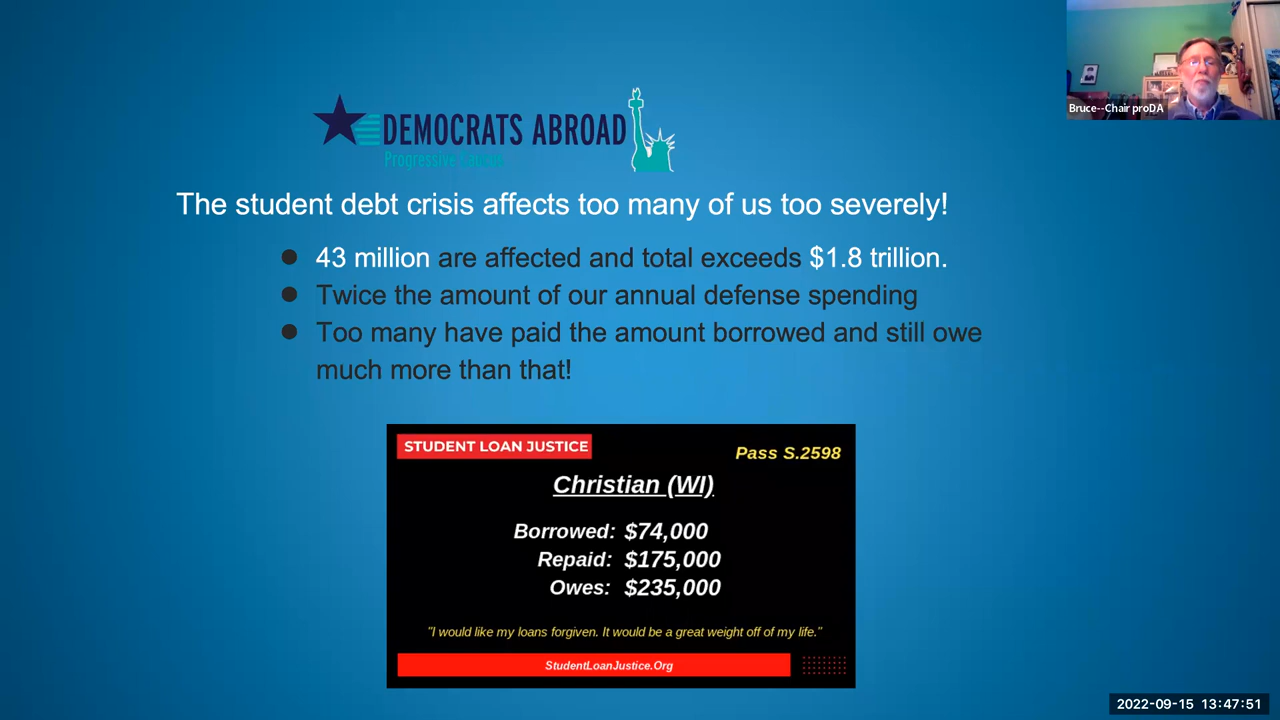 DEMOCRATS ABROAD
Progressive Caucus
Bruce--Chair proDA
The student debt crisis affects too many of us too severely!
● 43 million are affected and total exceeds $1.8 trillion.
● Twice the amount of our annual defense spending
● Too many have paid the amount borrowed and still owe
much more than that!
STUDENT LOAN JUSTICE
Pass S.2598
Christian (WI)
Borrowed: $74,000
Repaid: $175,000
Owes: $235,000
"I would like my loans forgiven. It would be a great weight off of my life."
StudentLoanJustice.Org
2022-09-15 13:47:51